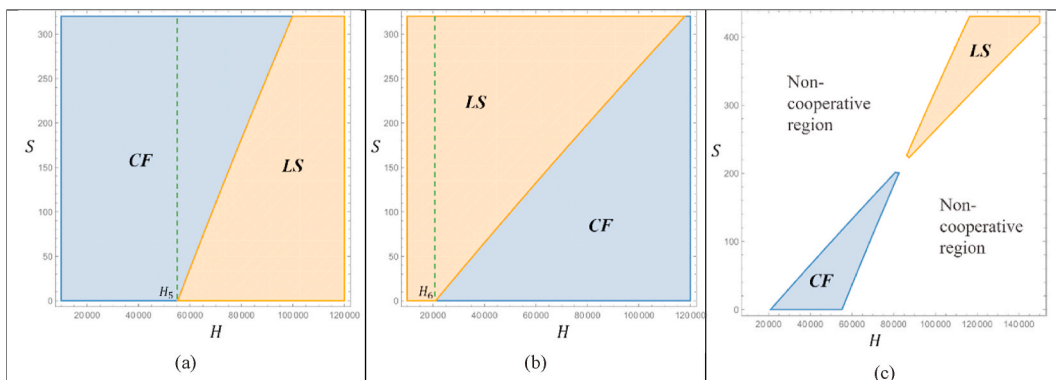 300
250
200
S
150
100
50
0
CF
LS
H₅
20000
40000
60000
80000
100000
120000
H
(a)
300
250
200
S
150
100
50
0
LS
CF
H₆
20000
40000
60000
80000
100000
120000
H
(b)
400
300
S
200
100
0
Non-
cooperative
region
LS
Non-
cooperative
region
CF
20000
40000
60000
80000
100000
120000
140000
H
(c)